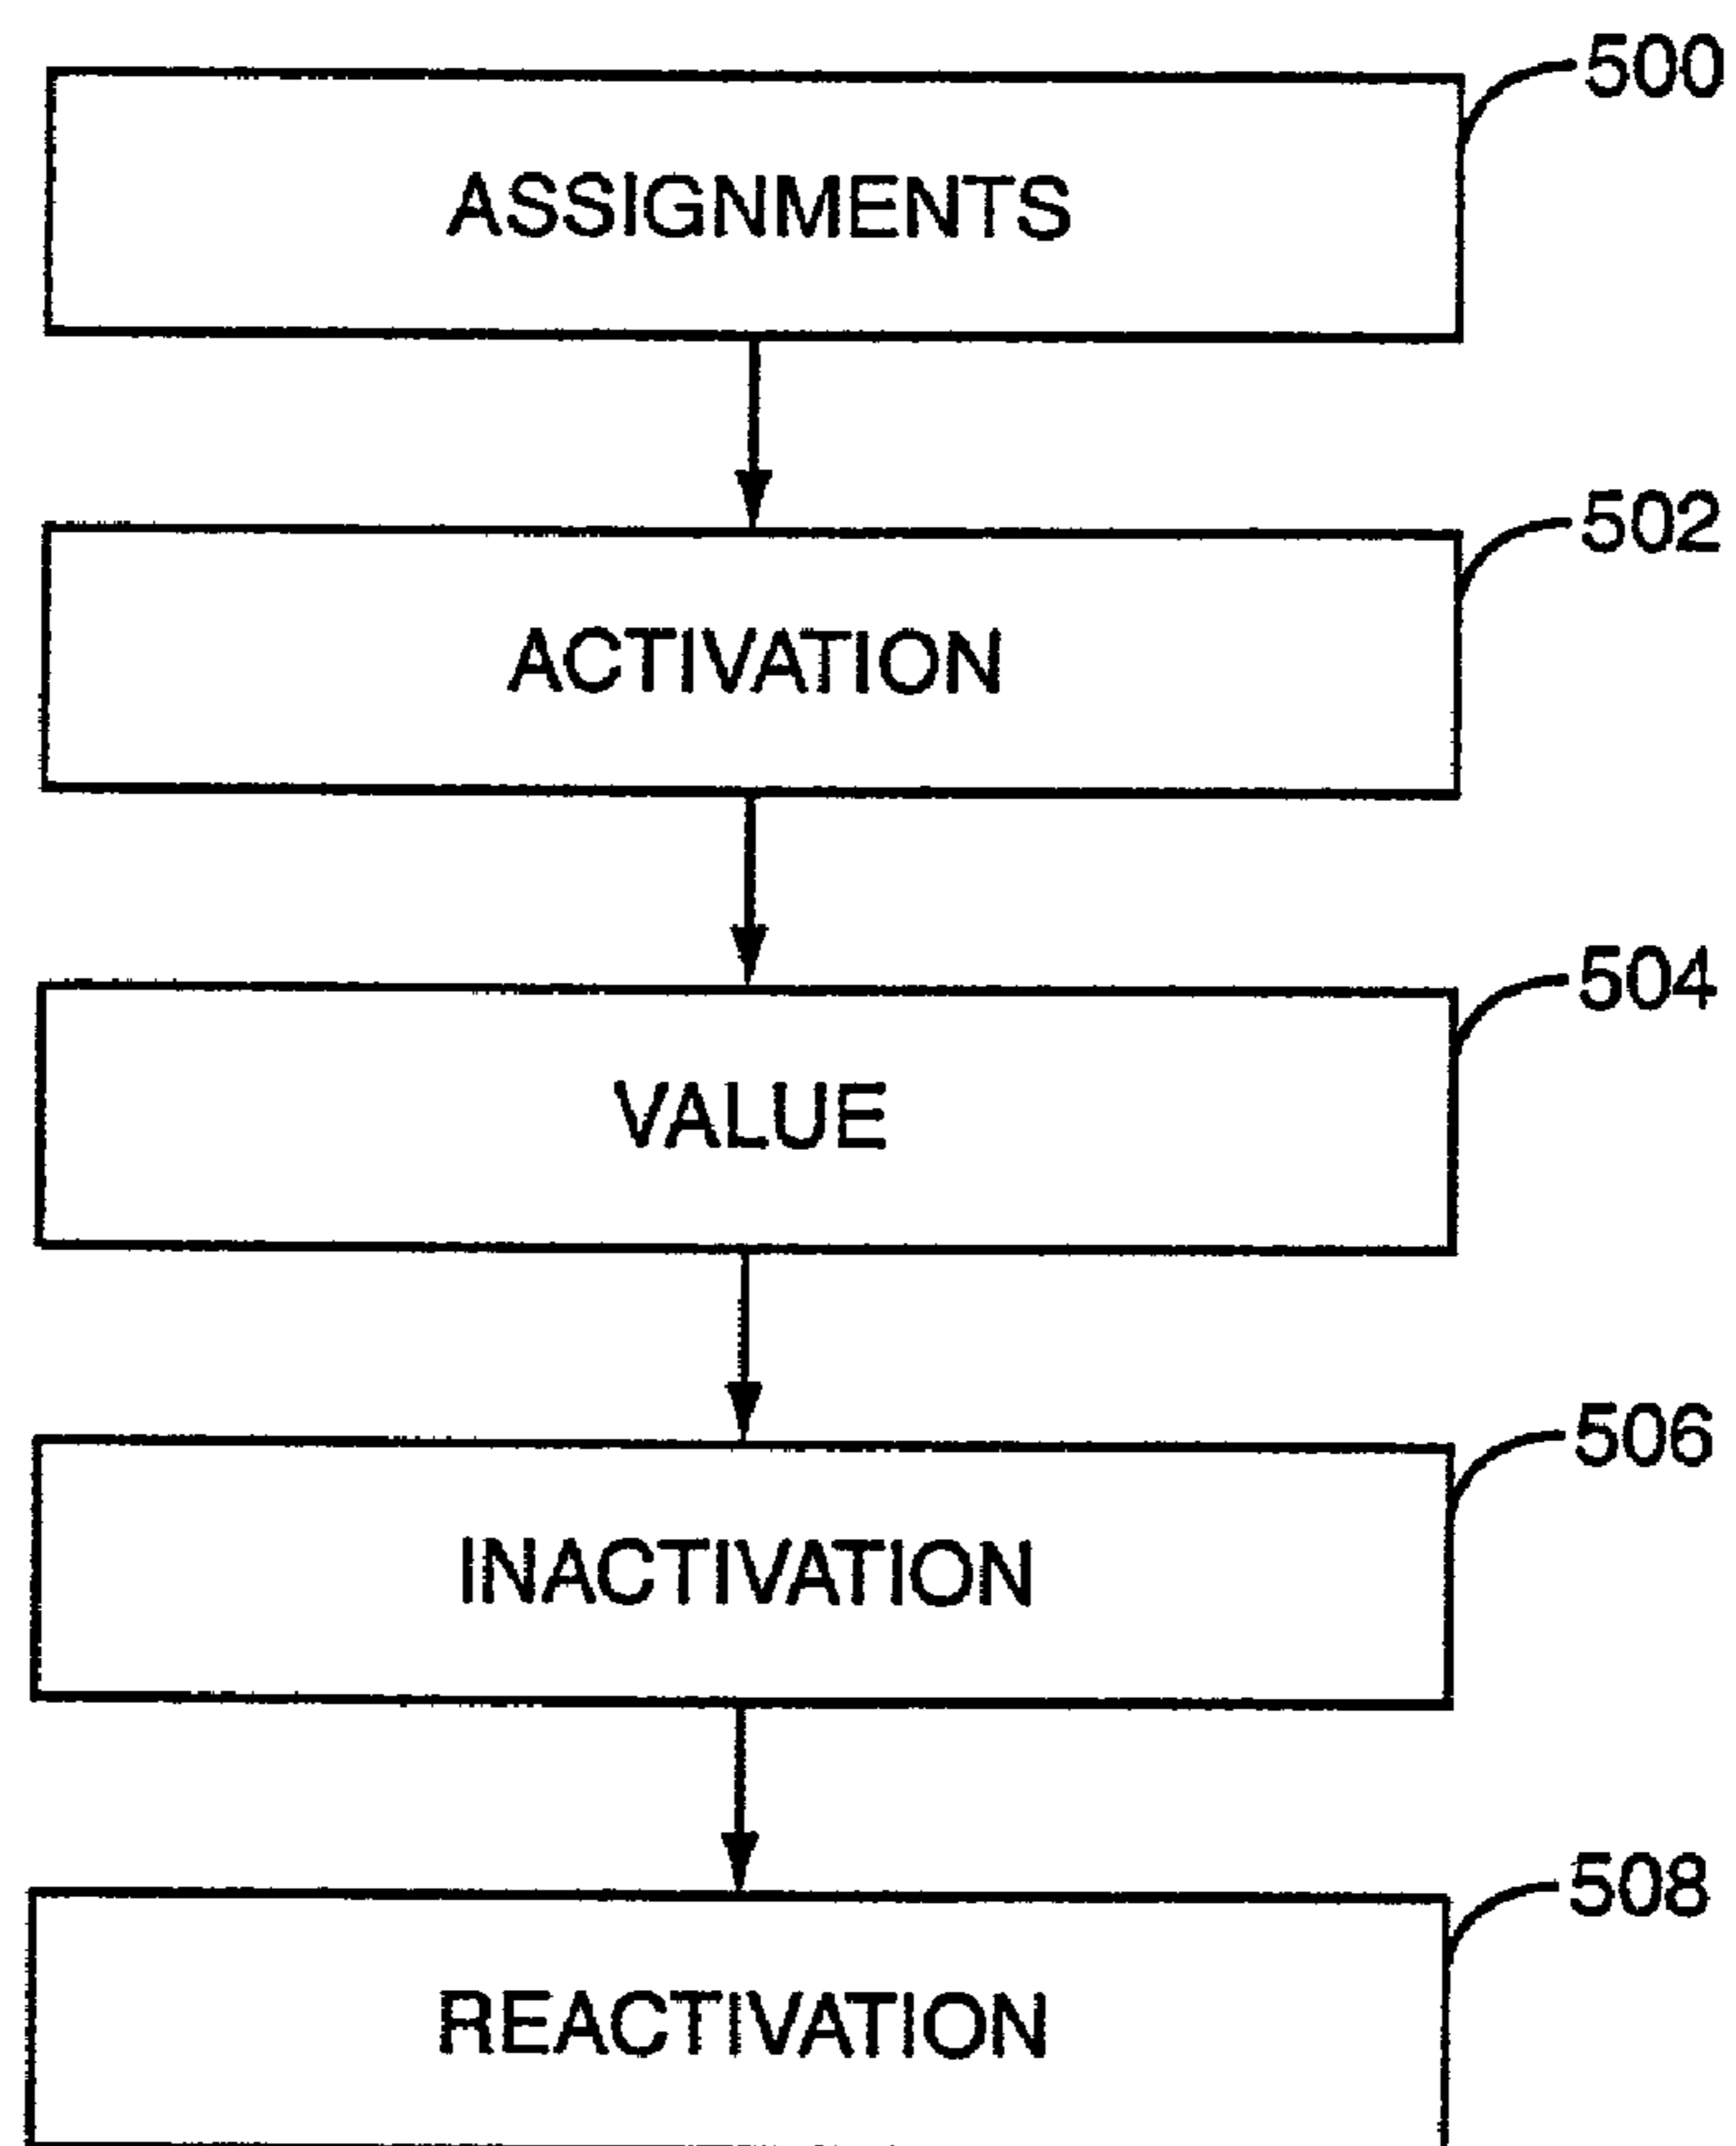 500
ASSIGNMENTS
502
ACTIVATION
504
VALUE
506
INACTIVATION
508
REACTIVATION